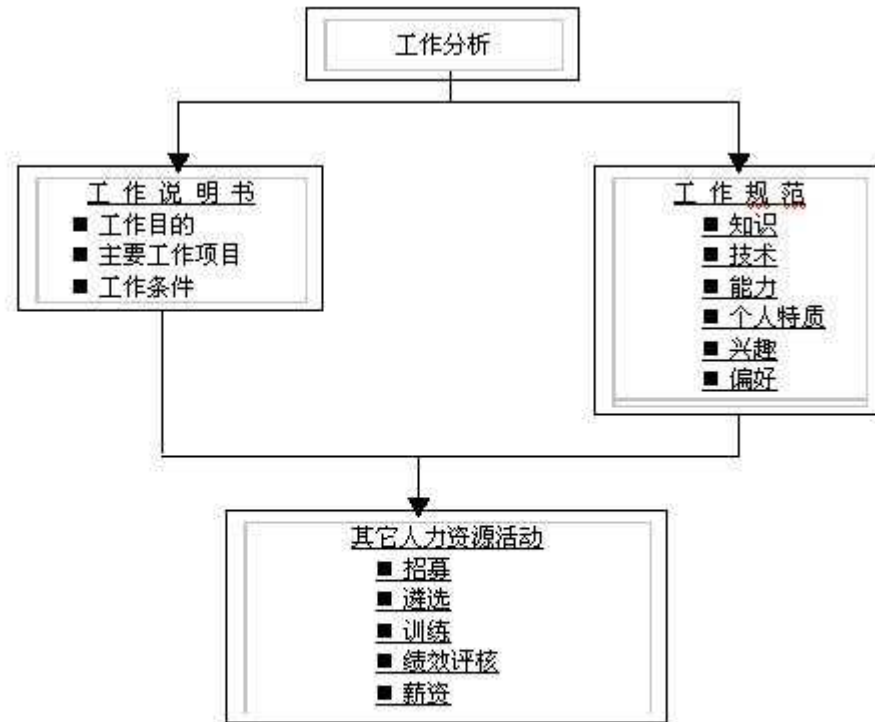 工作分析
工 作 说 明 书
■ 工作目的
■ 主要工作项目
■ 工作条件
工 作 规 范
■ 知识
■ 技术
■ 能力
■ 个人特质
■ 兴趣
■ 偏好
其它人力资源活动
■ 招募
■ 遴选
■ 训练
■ 绩效评核
■ 薪资